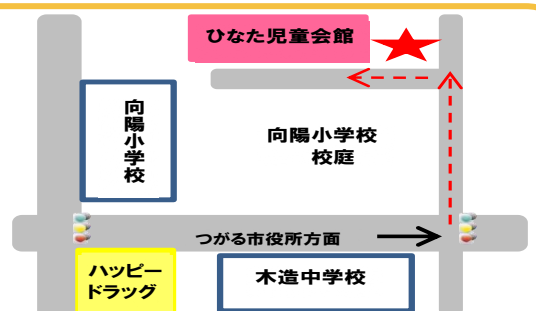 ひなた児童会館
向陽小学校
向陽小学校
校庭
つがる市役所方面
ハッピー
ドラッグ
木造中学校